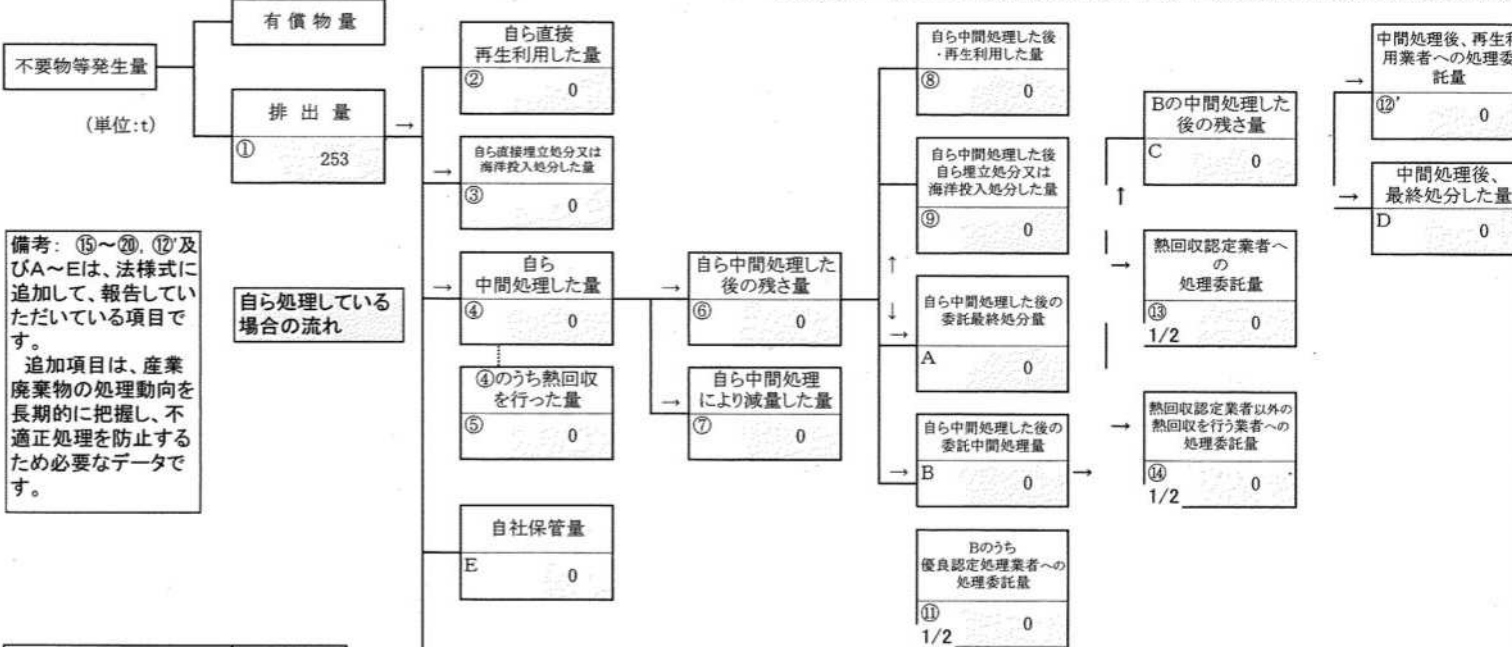 有償物量
不要物等発生量
(単位:t)
排出量
①
253
→
備考: ⑮～⑳, ⑫'及
びA～Eは、法様式に
追加して、報告してい
ただいている項目で
す。
追加項目は、産業
廃棄物の処理動向を
長期的に把握し、不
適正処理を防止する
ため必要なデータで
す。
自ら処理している
場合の流れ
自ら直接
再生利用した量
②
0
→
自ら直接埋立処分又は
海洋投入処分した量
③
0
→
自ら
中間処理した量
④
0
④のうち熱回収
を行った量
⑤
0
自社保管量
E
0
→
自ら中間処理した
後の残さ量
⑥
0
→
自ら中間処理
により減量した量
⑦
0
自ら中間処理した後
・再生利用した量
⑧
0
自ら中間処理した後
自ら埋立処分又は
海洋投入処分した量
⑨
0
↑
↓
→
自ら中間処理した後の
委託最終処分量
A
0
→
自ら中間処理した後の
委託中間処理量
B
0
→
Bのうち
優良認定処理業者への
処理委託量
⑪
1/2
0
Bの中間処理した
後の残さ量
C
0
↑
→
熱回収認定業者へ
の
処理委託量
⑬
1/2
0
→
熱回収認定業者以外の
熱回収を行う業者への
処理委託量
⑭
1/2
0
→
中間処理後、再生利
用業者への処理委
託量
⑫'
0
→
中間処理後、
最終処分した量
D
0